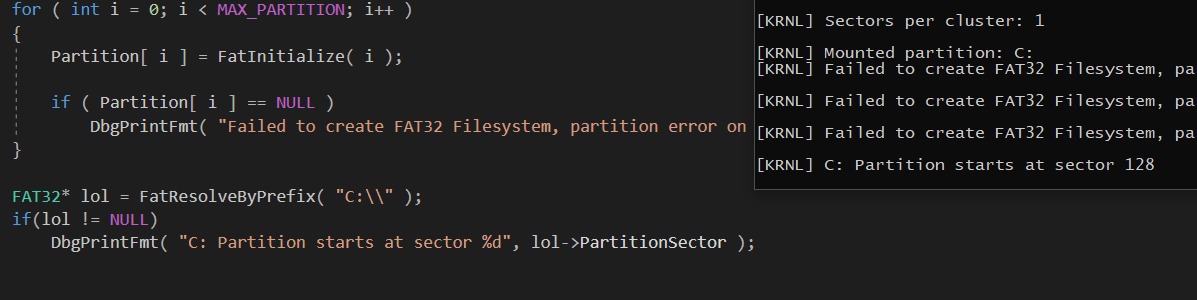 for ( int i = 0; i < MAX_PARTITION; i++ )
{
Partition[ i ] = FatInitialize( i );
if ( Partition[ i ] == NULL )
DbgPrintFmt( "Failed to create FAT32 Filesystem, partition error on
}
FAT32* lol = FatResolveByPrefix( "C:\\" );
if(lol != NULL)
DbgPrintFmt( "C: Partition starts at sector %d", lol->PartitionSector );
[KRNL] Sectors per cluster: 1
[KRNL] Mounted partition: C:
[KRNL] Failed to create FAT32 Filesystem, pa
[KRNL] Failed to create FAT32 Filesystem, pa
[KRNL] Failed to create FAT32 Filesystem, pa
[KRNL] C: Partition starts at sector 128